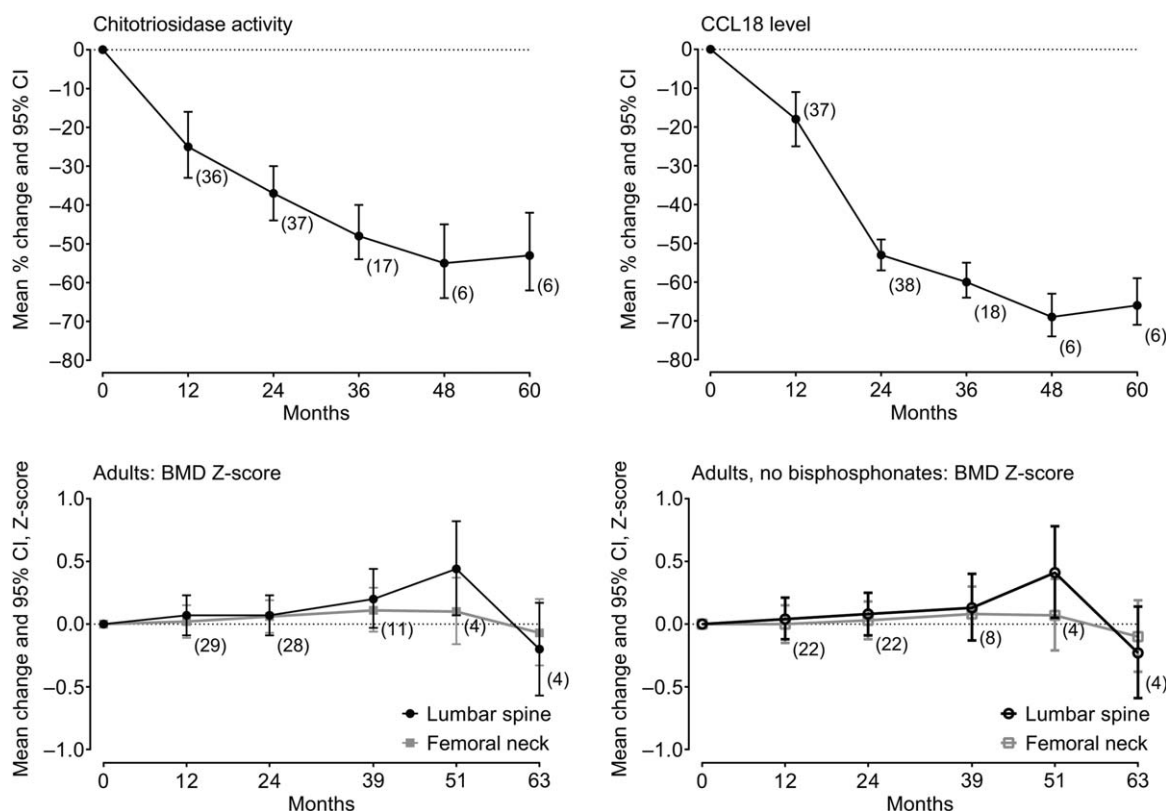 Chitotriosidase activity
Mean % change and 95% CI
0
–10
–20
–30
–40
–50
–60
–70
–80
(36)
(37)
(17)
(6)
(6)
0 12 24 36 48 60
Months
CCL18 level
Mean % change and 95% CI
0
–10
–20
–30
–40
–50
–60
–70
–80
(37)
(38)
(18)
(6)
(6)
0 12 24 36 48 60
Months
Adults: BMD Z-score
Mean change and 95% CI, Z-score
1.0
0.5
0.0
–0.5
–1.0
(29)
(28)
(11)
(4)
(4)
Lumbar spine
Femoral neck
0 12 24 39 51 63
Months
Adults, no bisphosphonates: BMD Z-score
Mean change and 95% CI, Z-score
1.0
0.5
0.0
–0.5
–1.0
(22)
(22)
(8)
(4)
(4)
Lumbar spine
Femoral neck
0 12 24 39 51 63
Months